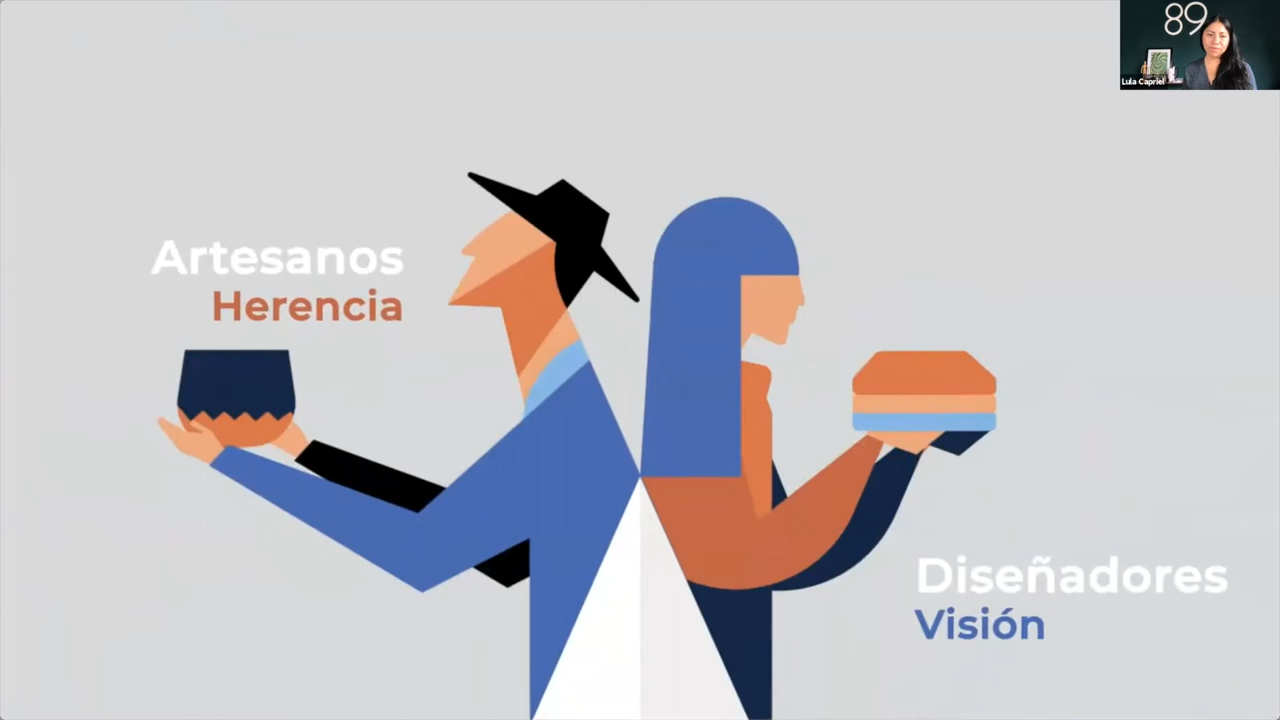 89
Lula Capriel
Artesanos
Herencia
Diseñadores
Visión